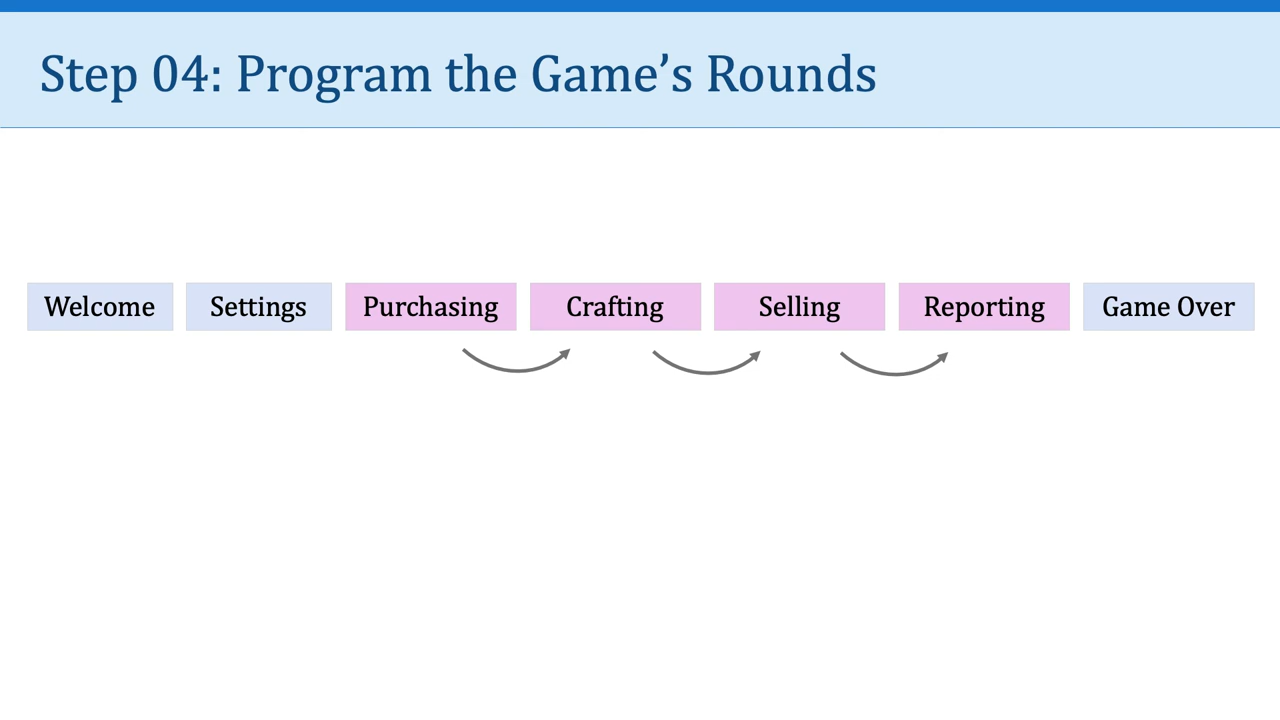 Step 04: Program the Game’s Rounds
Welcome
Settings
Purchasing
Crafting
Selling
Reporting
Game Over